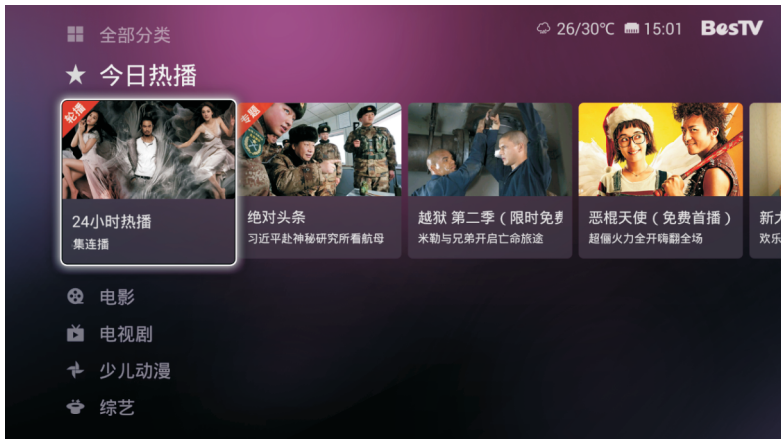 全部分类
26/30℃ 15:01 BesTV
今日热播
轮播
专题
24小时热播
集连播
绝对头条
习近平赴神秘研究所看航母
越狱 第二季（限时免费
米勒与兄弟开启亡命旅途
恶棍天使（免费首播）
超俪火力全开嗨翻全场
新大
欢乐
电影
电视剧
少儿动漫
综艺